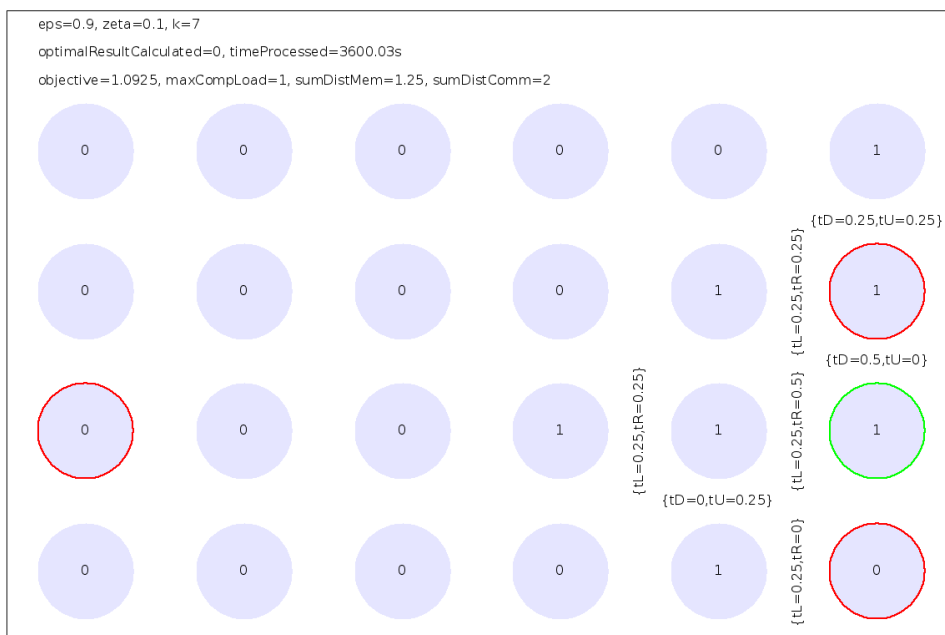 eps=0.9, zeta=0.1, k=7
optimalResultCalculated=0, timeProcessed=3600.03s
objective=1.0925, maxCompLoad=1, sumDistMem=1.25, sumDistComm=2
0 0 0 0 0 1
{tD=0.25,tU=0.25}
0 0 0 0 1 {tL=0.25,tR=0.25} 1
{tD=0.5,tU=0}
0 0 0 1 {tL=0.25,tR=0.25} 1 {tL=0.25,tR=0.5} 1
{tD=0,tU=0.25}
0 0 0 0 1 {tL=0.25,tR=0} 0